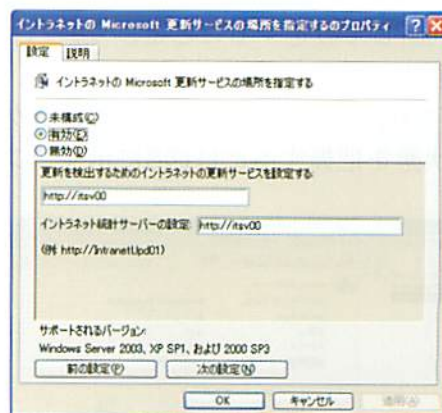 イントラネットの Microsoft 更新サービスの場所を指定するのプロパティ
設定 説明
イントラネットの Microsoft 更新サービスの場所を指定する
未構成(C)
有効(E)
無効(D)
更新を検出するためのイントラネットの更新サービスを設定する:
http://itsv00
イントラネット統計サーバーの設定: http://itsv00
(例: http://IntranetUpd01)
サポートされるバージョン:
Windows Server 2003、XP SP1、および 2000 SP3
前の設定(P) 次の設定(N)
OK キャンセル 適用(A)